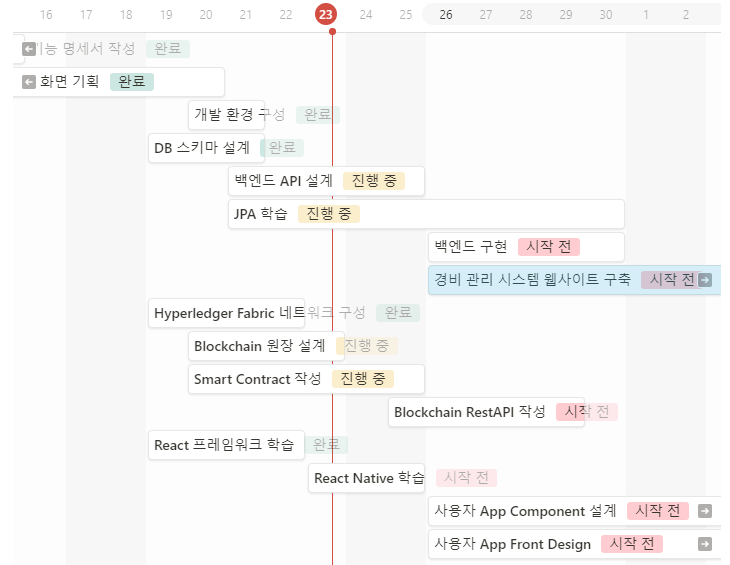 16 17 18 19 20 21 22 23 24 25 26 27 28 29 30 1 2
기능 명세서 작성 완료
화면 기획 완료
개발 환경 구성 완료
DB 스키마 설계 완료
백엔드 API 설계 진행 중
JPA 학습 진행 중
백엔드 구현 시작 전
경비 관리 시스템 웹사이트 구축 시작 전
Hyperledger Fabric 네트워크 구성 완료
Blockchain 원장 설계 진행 중
Smart Contract 작성 진행 중
Blockchain RestAPI 작성 시작 전
React 프레임워크 학습 완료
React Native 학습 시작 전
사용자 App Component 설계 시작 전
사용자 App Front Design 시작 전